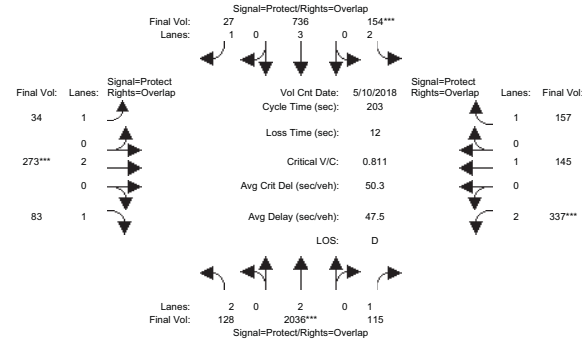 Signal=Protect/Rights=Overlap
Final Vol: 27 736 154***
Lanes: 1 0 3 0 2
Signal=Protect
Final Vol: Lanes: Rights=Overlap
Vol Cnt Date: 5/10/2018
Signal=Protect
Rights=Overlap Lanes: Final Vol:
Cycle Time (sec): 203
34 1
1 157
Loss Time (sec): 12
0
0
273*** 2
Critical V/C: 0.811
1 145
0
Avg Crit Del (sec/veh): 50.3
0
83 1
Avg Delay (sec/veh): 47.5
2 337***
LOS: D
Lanes: 2 0 2 0 1
Final Vol: 128 2036*** 115
Signal=Protect/Rights=Overlap